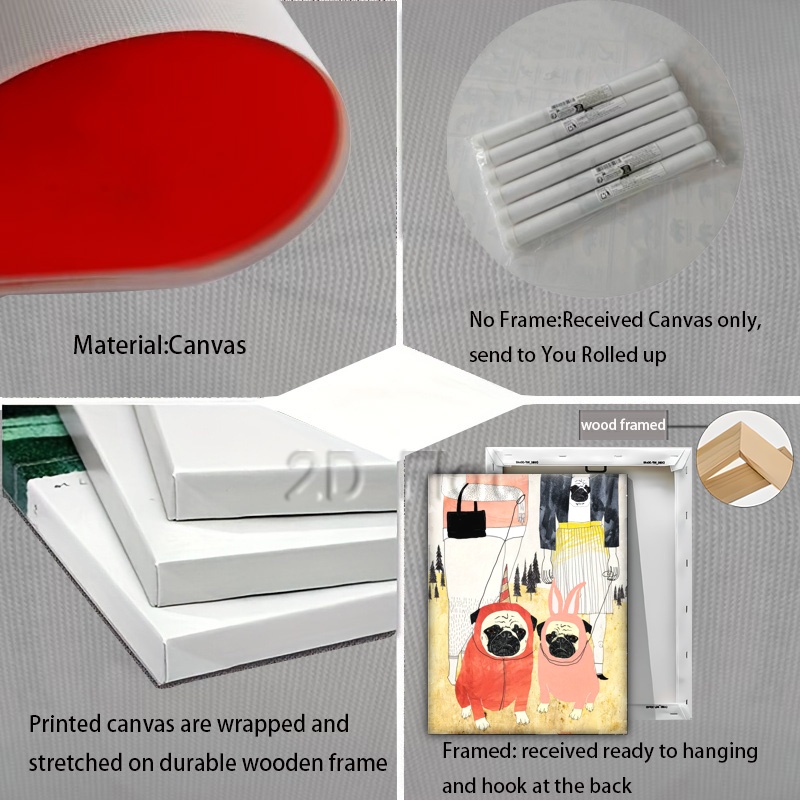 Material:Canvas
No Frame:Received Canvas only,
send to You Rolled up
wood framed
2D
Printed canvas are wrapped and
stretched on durable wooden frame
Framed: received ready to hanging
and hook at the back